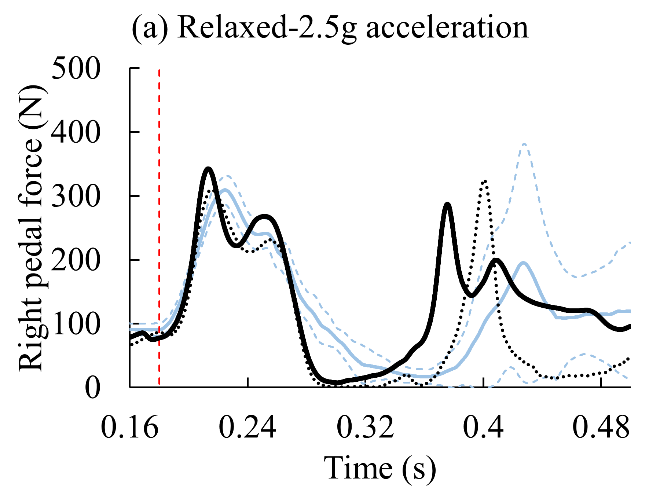 (a) Relaxed-2.5g acceleration
Right pedal force (N)
500
400
300
200
100
0
0.16 0.24 0.32 0.4 0.48
Time (s)